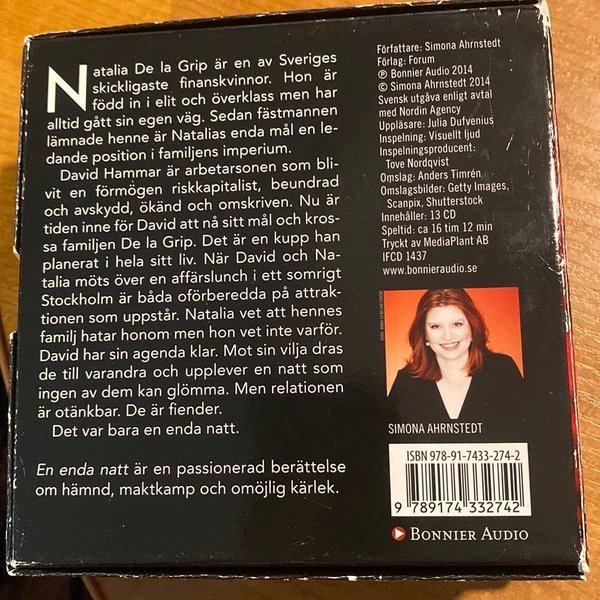 Natalia De la Grip är en av Sveriges
skickligaste finanskvinnor. Hon är
född in i elit och överklass men har
alltid gått sin egen väg. Sedan fästmannen
lämnade henne är Natalias enda mål en le-
dande position i familjens imperium.
David Hammar är arbetarsonen som bli-
vit en förmögen riskkapitalist, beundrad
och avskydd, ökänd och omskriven. Nu är
tiden inne för David att nå sitt mål och kros-
sa familjen De la Grip. Det är en kupp han
planerat i hela sitt liv. När David och Na-
talia möts över en affärslunch i ett somrigt
Stockholm är båda oförberedda på attrak-
tionen som uppstår. Natalia vet att hennes
familj hatar honom men hon vet inte varför.
David har sin agenda klar. Mot sin vilja dras
de till varandra och upplever en natt som
ingen av dem kan glömma. Men relationen
är otänkbar. De är fiender.
Det var bara en enda natt.
En enda natt är en passionerad berättelse
om hämnd, maktkamp och omöjlig kärlek.
Författare: Simona Ahrnstedt
Förlag: Forum
℗ Bonnier Audio 2014
© Simona Ahrnstedt 2014
Svensk utgåva enligt avtal
med Nordin Agency
Uppläsare: Julia Dufvenius
Inspelning: Visuellt ljud
Inspelningsproducent:
Tove Nordqvist
Omslag: Anders Timrén
Omslagsbilder: Getty Images,
Scanpix, Shutterstock
Innehåller: 13 CD
Speltid: ca 16 tim 12 min
Tryckt av MediaPlant AB
IFCD 1437
www.bonnieraudio.se
SIMONA AHRNSTEDT
ISBN 978-91-7433-274-2
9 789174 332742
BONNIER AUDIO